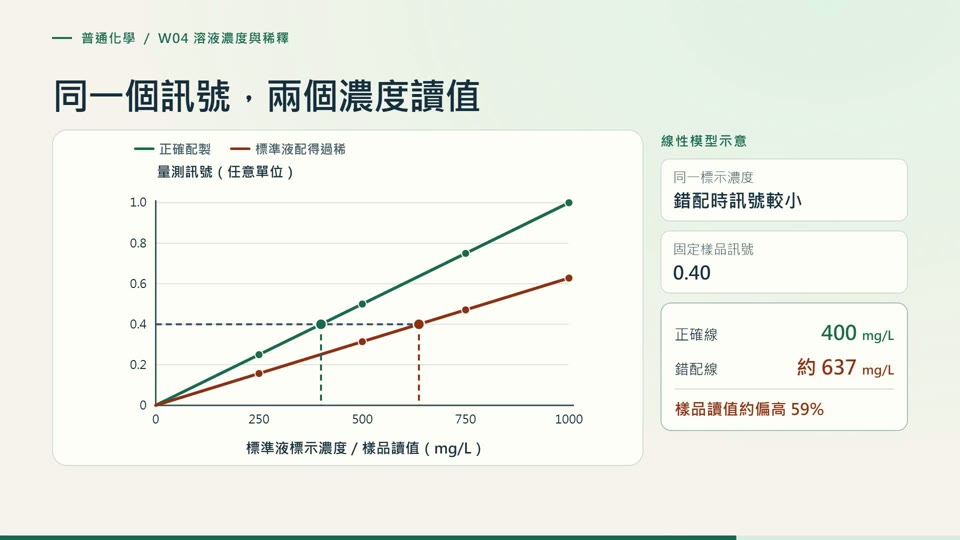 普通化學 / W04 溶液濃度與稀釋
同一個訊號，兩個濃度讀值
正確配製
標準液配得過稀
量測訊號（任意單位）
1.0
0.8
0.6
0.4
0.2
0
0
250
500
750
1000
標準液標示濃度 / 樣品讀值（mg/L）
線性模型示意
同一標示濃度
錯配時訊號較小
固定樣品訊號
0.40
正確線 400 mg/L
錯配線 約 637 mg/L
樣品讀值約偏高 59%